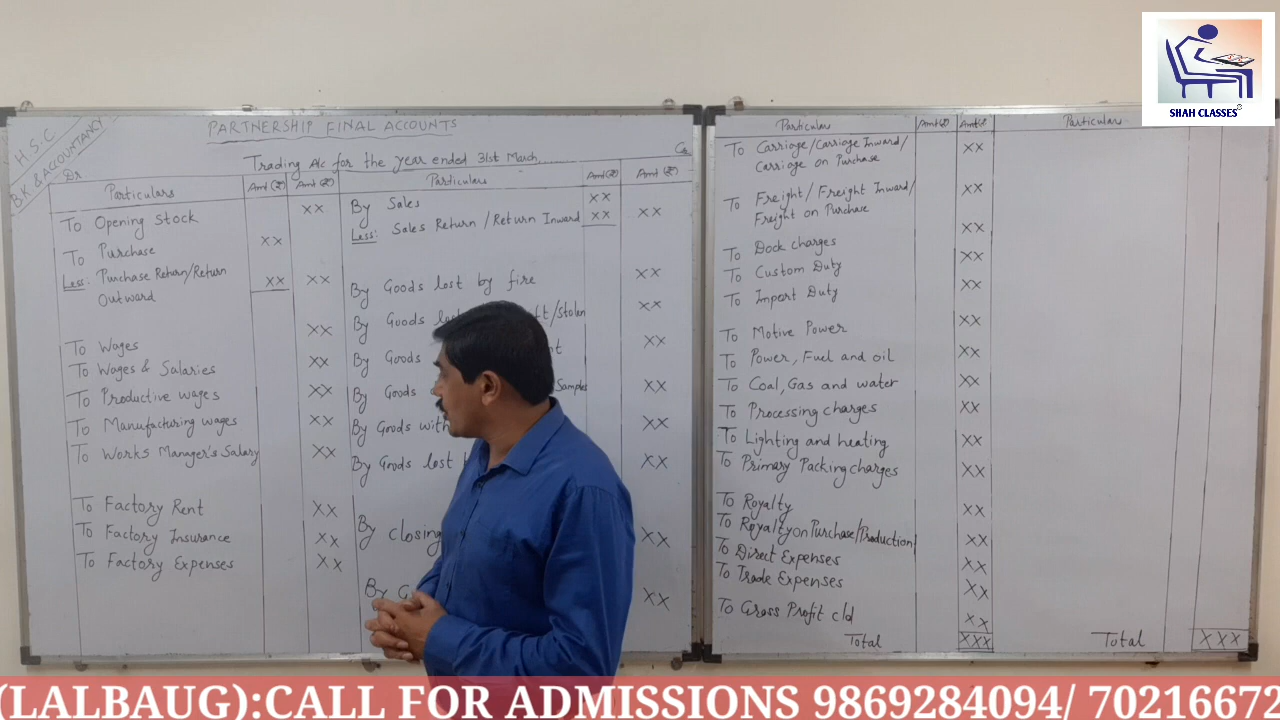 SHAH CLASSES
H.S.C
B.K & ACCOUNTANCY
PARTNERSHIP FINAL ACCOUNTS
Trading A/c for the year ended 31st March..........
Dr
Cr
Particulars Amt (₹) Amt (₹) Particulars Amt (₹) Amt (₹)
To Opening Stock xx
To Purchase xx
Less: Purchase Return/Return xx xx
Outward
To Wages xx
To Wages & Salaries xx
To Productive wages xx
To Manufacturing wages xx
To Works Manager's Salary xx
To Factory Rent xx
To Factory Insurance xx
To Factory Expenses xx
By Sales xx
Less: Sales Return/Return Inward xx xx
By Goods lost by fire xx
By Goods /Stolen xx
By Goods xx
By Goods Samples xx
By Goods xx
By Goods lost xx
By closing xx
By xx
Particular Amt(₹) Amt(₹) Particular
To Carriage/Carriage Inward/ xx
Carriage on Purchase
To Freight/Freight Inward/ xx
Freight on Purchase
To Dock charges xx
To Custom Duty xx
To Import Duty xx
To Motive Power xx
To Power, Fuel and oil xx
To Coal, Gas and water xx
To Processing charges xx
To Lighting and heating xx
To Primary Packing charges xx
To Royalty xx
To Royalty on Purchase/Production xx
To Direct Expenses xx
To Trade Expenses xx
To Gross Profit c/d xx
Total xxx Total xxx
(LALBAUG):CALL FOR ADMISSIONS 9869284094/ 70216672